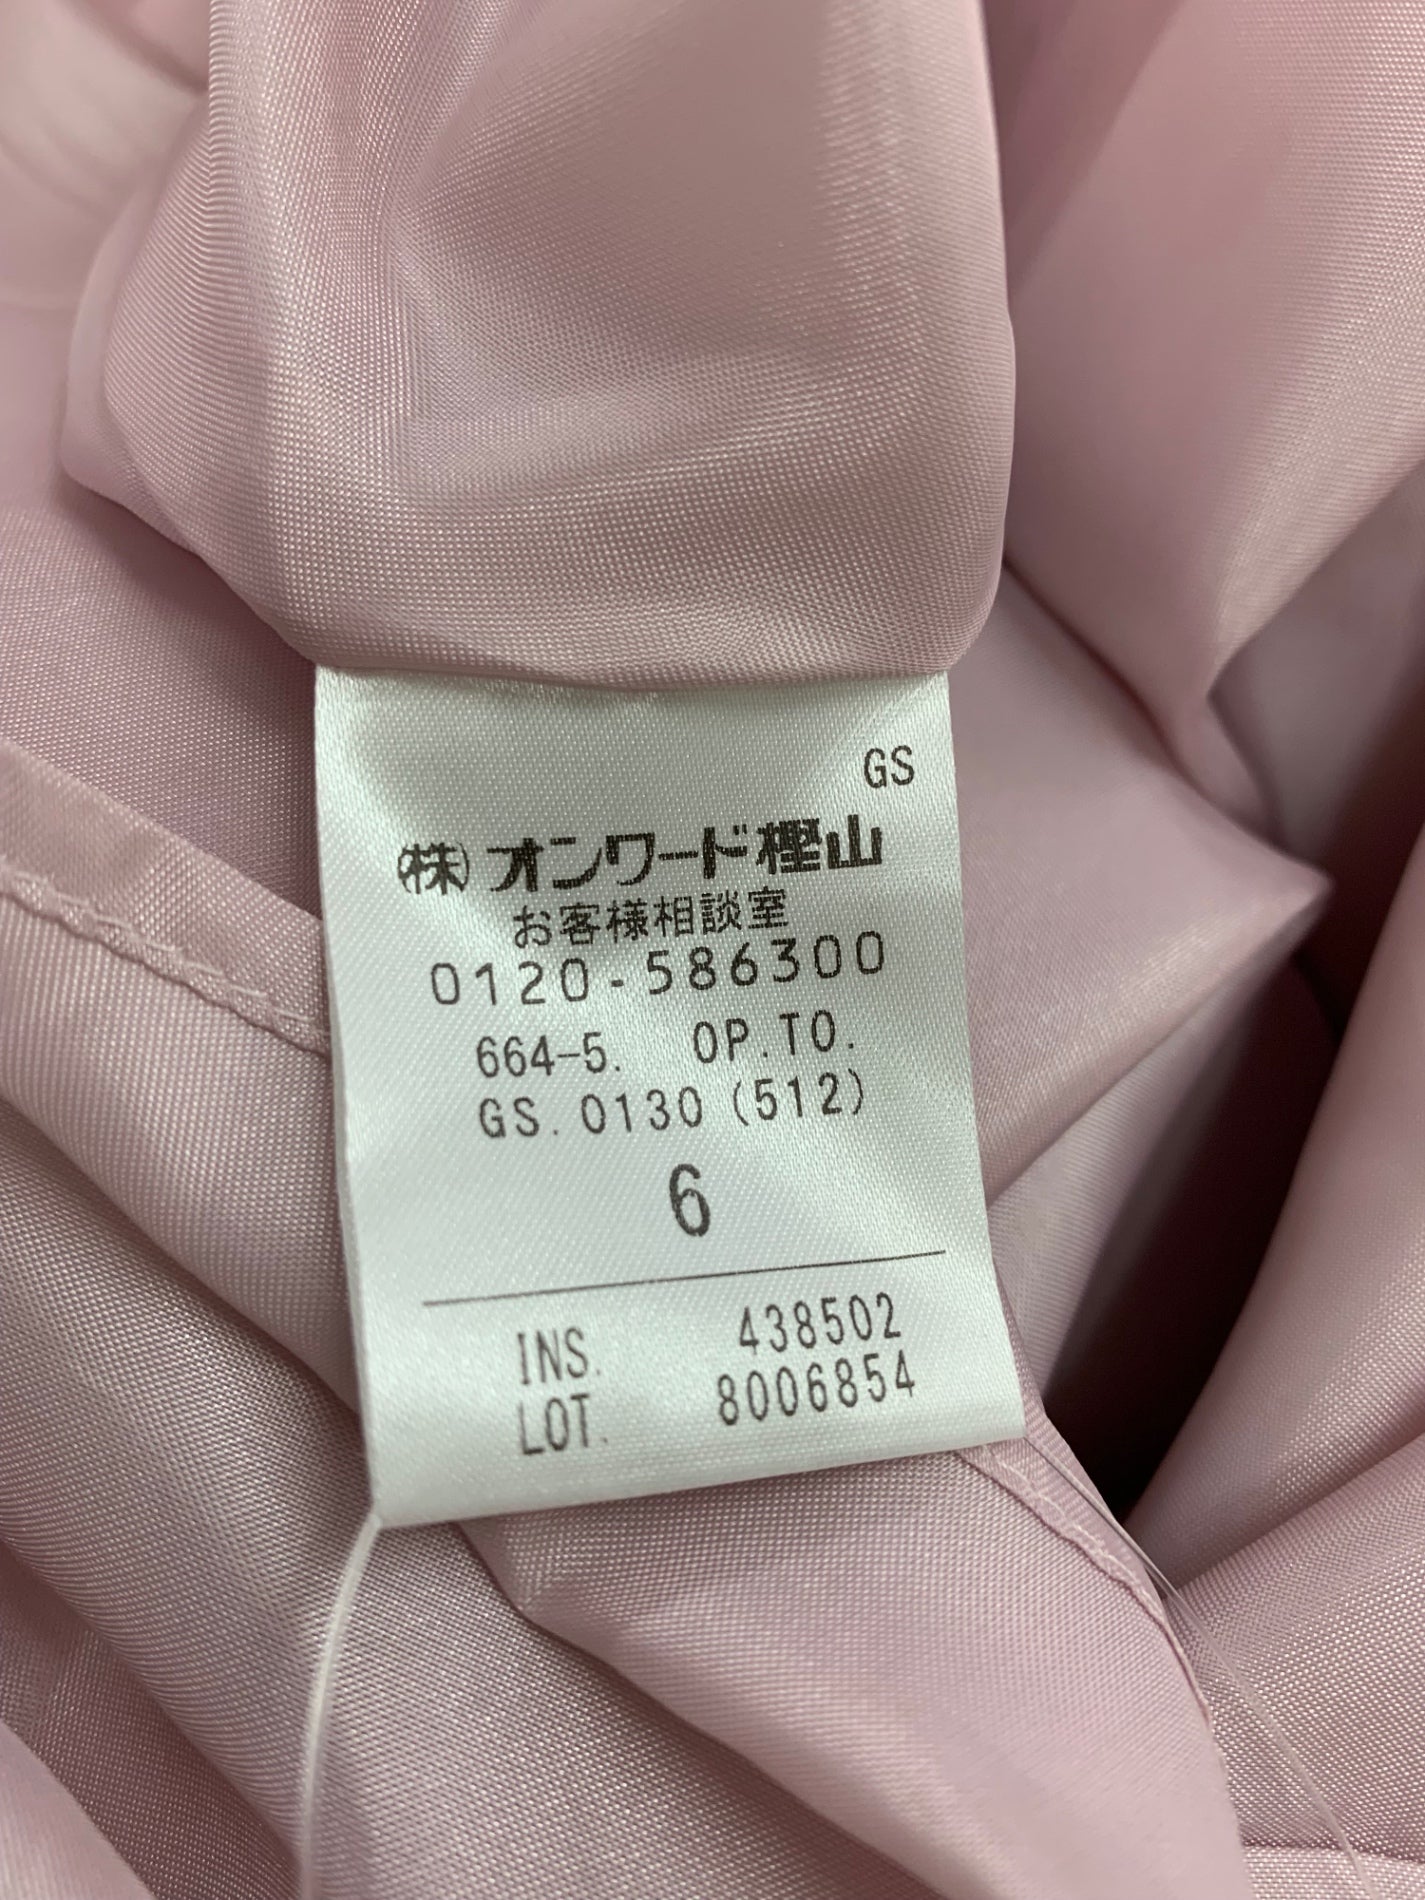 GS
(株)オンワード樫山
お客様相談室
0120-586300
664-5. OP.TO.
GS.0130(512)
6
INS. 438502
LOT. 8006854